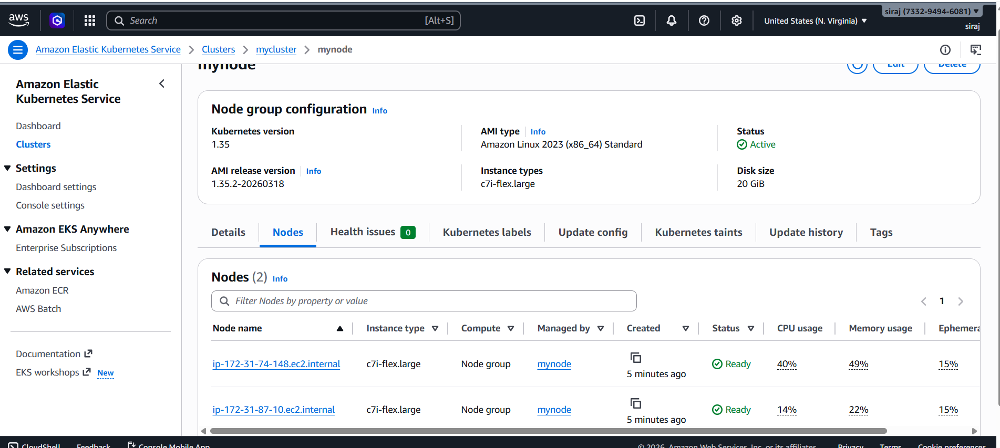 aws
Search [Alt+S]
United States (N. Virginia)
siraj (7332-9494-6081)
siraj
Amazon Elastic Kubernetes Service
Clusters
mycluster
mynode
mynode
Edit
Delete
Amazon Elastic
Kubernetes Service
Dashboard
Clusters
Settings
Dashboard settings
Console settings
Amazon EKS Anywhere
Enterprise Subscriptions
Related services
Amazon ECR
AWS Batch
Documentation
EKS workshops New
Node group configuration Info
Kubernetes version
1.35
AMI type Info
Amazon Linux 2023 (x86_64) Standard
Status
Active
AMI release version Info
1.35.2-20260318
Instance types
c7i-flex.large
Disk size
20 GiB
Details Nodes Health issues 0 Kubernetes labels Update config Kubernetes taints Update history Tags
Nodes (2) Info
Filter Nodes by property or value
1
Node name Instance type Compute Managed by Created Status CPU usage Memory usage Ephemera
ip-172-31-74-148.ec2.internal c7i-flex.large Node group mynode 5 minutes ago Ready 40% 49% 15%
ip-172-31-87-10.ec2.internal c7i-flex.large Node group mynode 5 minutes ago Ready 14% 22% 15%
CloudShell Feedback Console Mobile App © 2026, Amazon Web Services, Inc. or its affiliates. Privacy Terms Cookie preferences